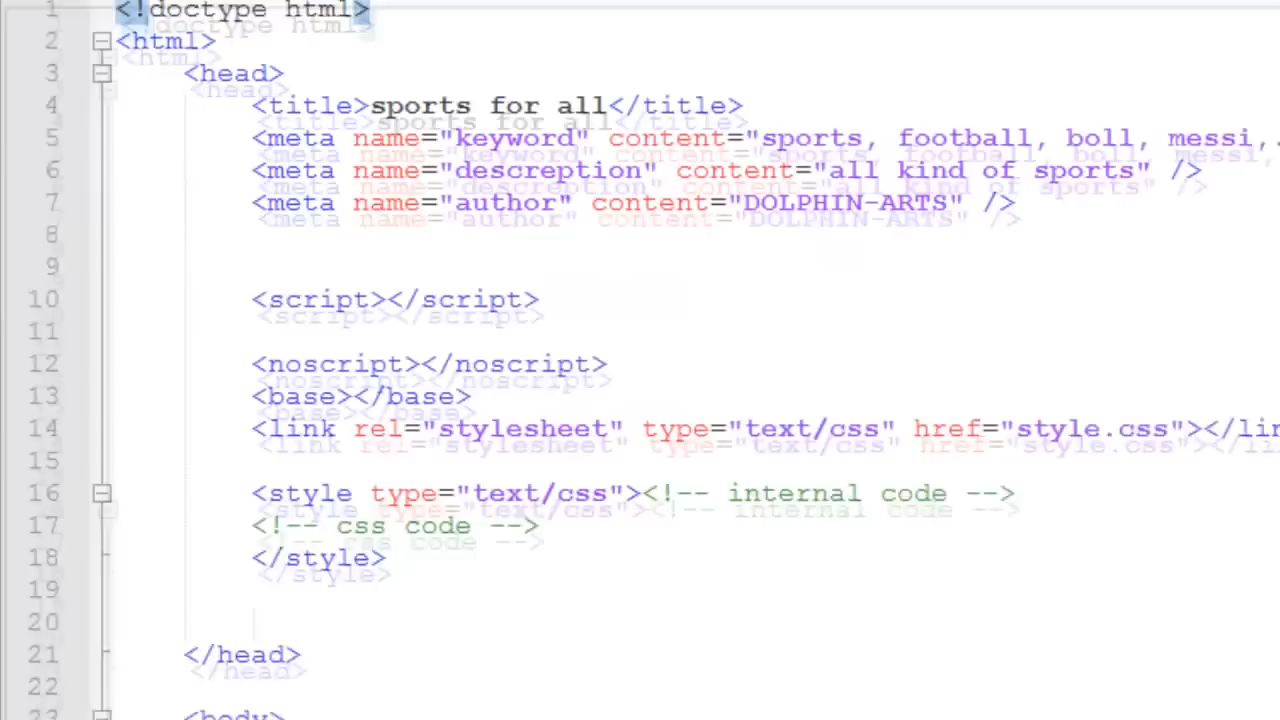 1 <!doctype html>
2 <html>
3 <head>
4 <title>sports for all</title>
5 <meta name="keyword" content="sports, football, boll, messi,.
6 <meta name="descreption" content="all kind of sports" />
7 <meta name="author" content="DOLPHIN-ARTS" />
8
9
10 <script></script>
11
12 <noscript></noscript>
13 <base></base>
14 <link rel="stylesheet" type="text/css" href="style.css"></lin
15
16 <style type="text/css"><!-- internal code -->
17 <!-- css code -->
18 </style>
19
20
21 </head>
22
23 <body>